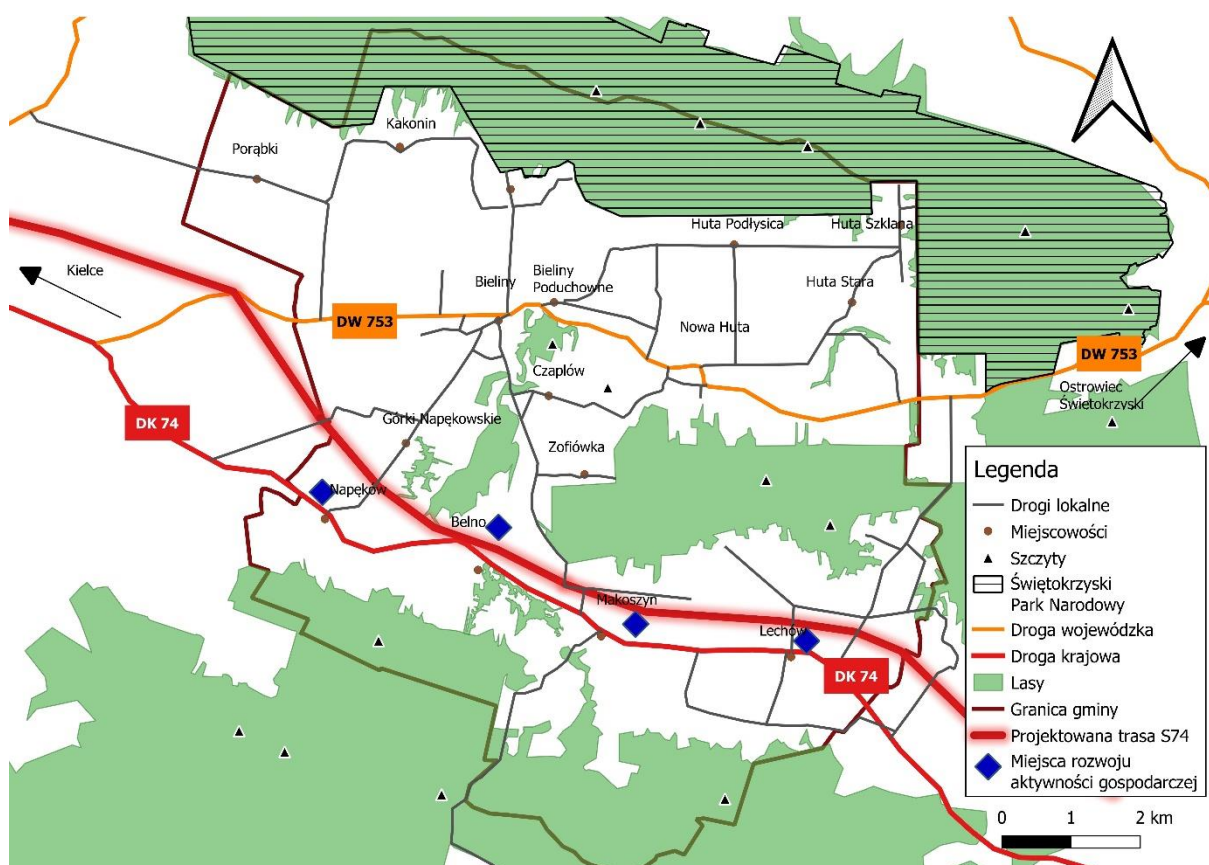 Kakonin
Porąbki
Huta Podłysica
Huta Szklana
Kielce
Bieliny
Bieliny
Poduchowne
Huta Stara
DW 753
Nowa Huta
DW 753
Czaplów
Ostrowiec
Świętokrzyski
DK 74
Górki Napękowskie
Zofiówka
Napęków
Belno
Makoszyn
Lechów
DK 74
Legenda
Drogi lokalne
Miejscowości
Szczyty
Świętokrzyski
Park Narodowy
Droga wojewódzka
Droga krajowa
Lasy
Granica gminy
Projektowana trasa S74
Miejsca rozwoju
aktywności gospodarczej
0 1 2 km